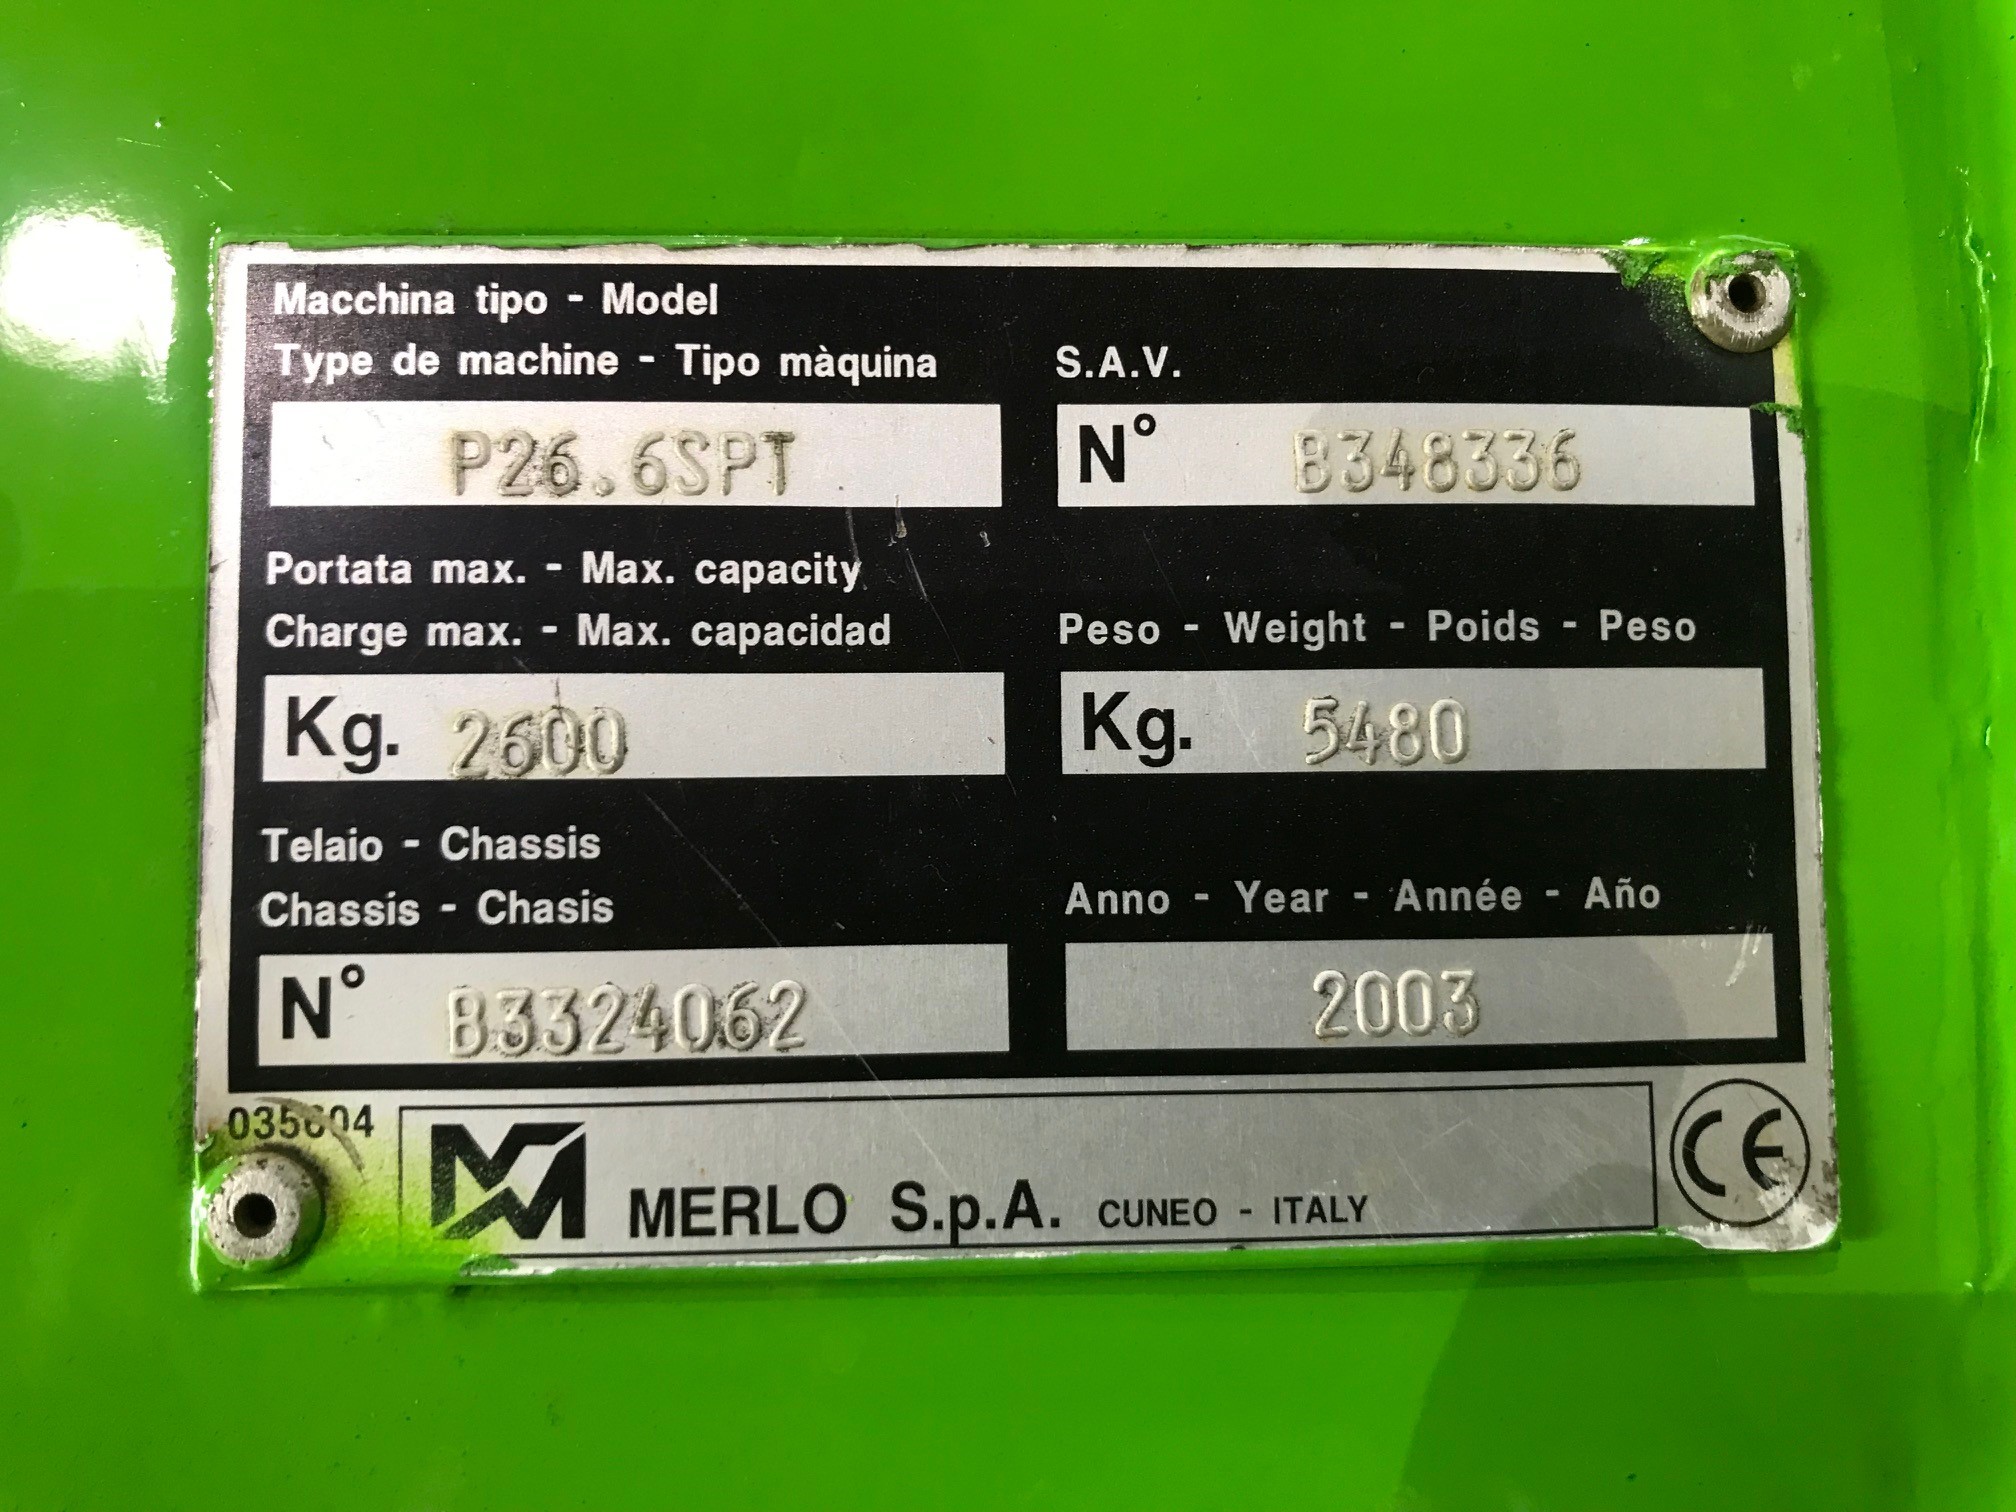 Macchina tipo - Model
Type de machine - Tipo màquina
P26.6SPT
S.A.V.
N° B348336
Portata max. - Max. capacity
Charge max. - Max. capacidad
Kg. 2600
Peso - Weight - Poids - Peso
Kg. 5480
Telaio - Chassis
Chassis - Chasis
N° B3324062
Anno - Year - Année - Año
2003
MERLO S.p.A. CUNEO - ITALY
CE